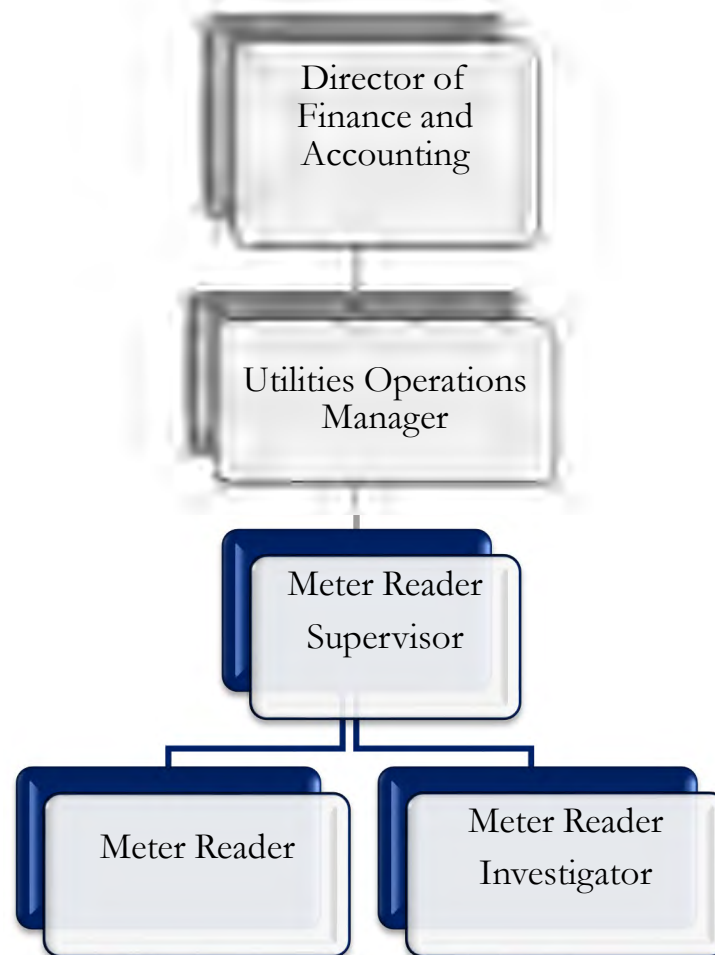 Director of
Finance and
Accounting
Utilities Operations
Manager
Meter Reader
Supervisor
Meter Reader
Meter Reader
Investigator